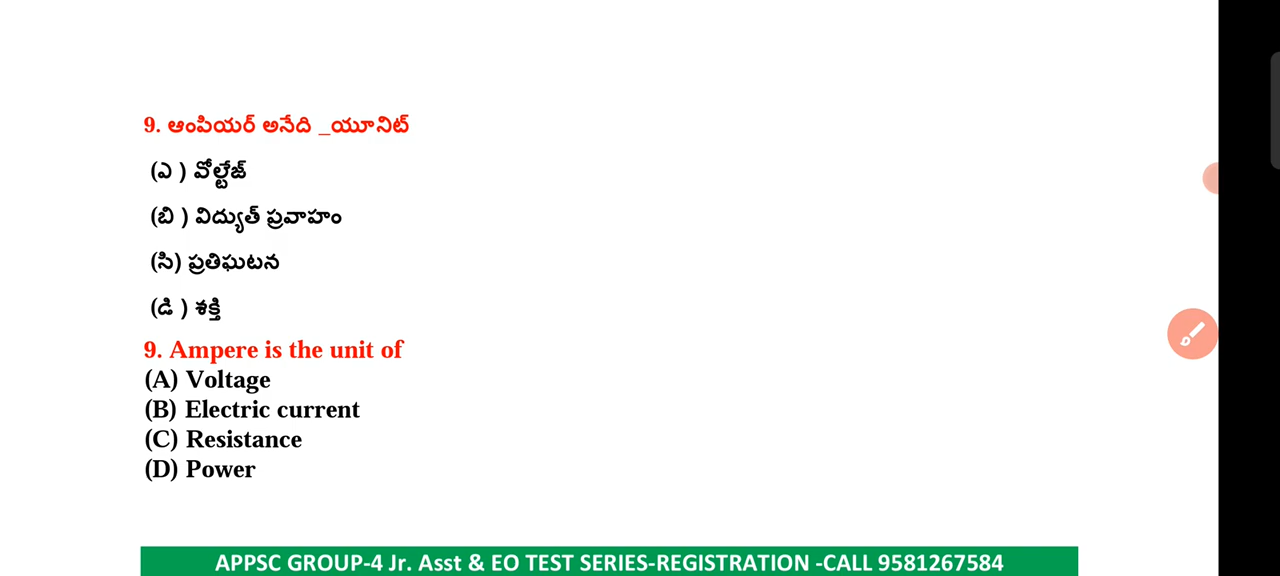 9. ఆంపియర్ అనేది _యూనిట్
(ఎ ) వోల్టేజ్
(బి ) విద్యుత్ ప్రవాహం
(సి) ప్రతిఘటన
(డి ) శక్తి
9. Ampere is the unit of
(A) Voltage
(B) Electric current
(C) Resistance
(D) Power
APPSC GROUP-4 Jr. Asst & EO TEST SERIES-REGISTRATION -CALL 9581267584